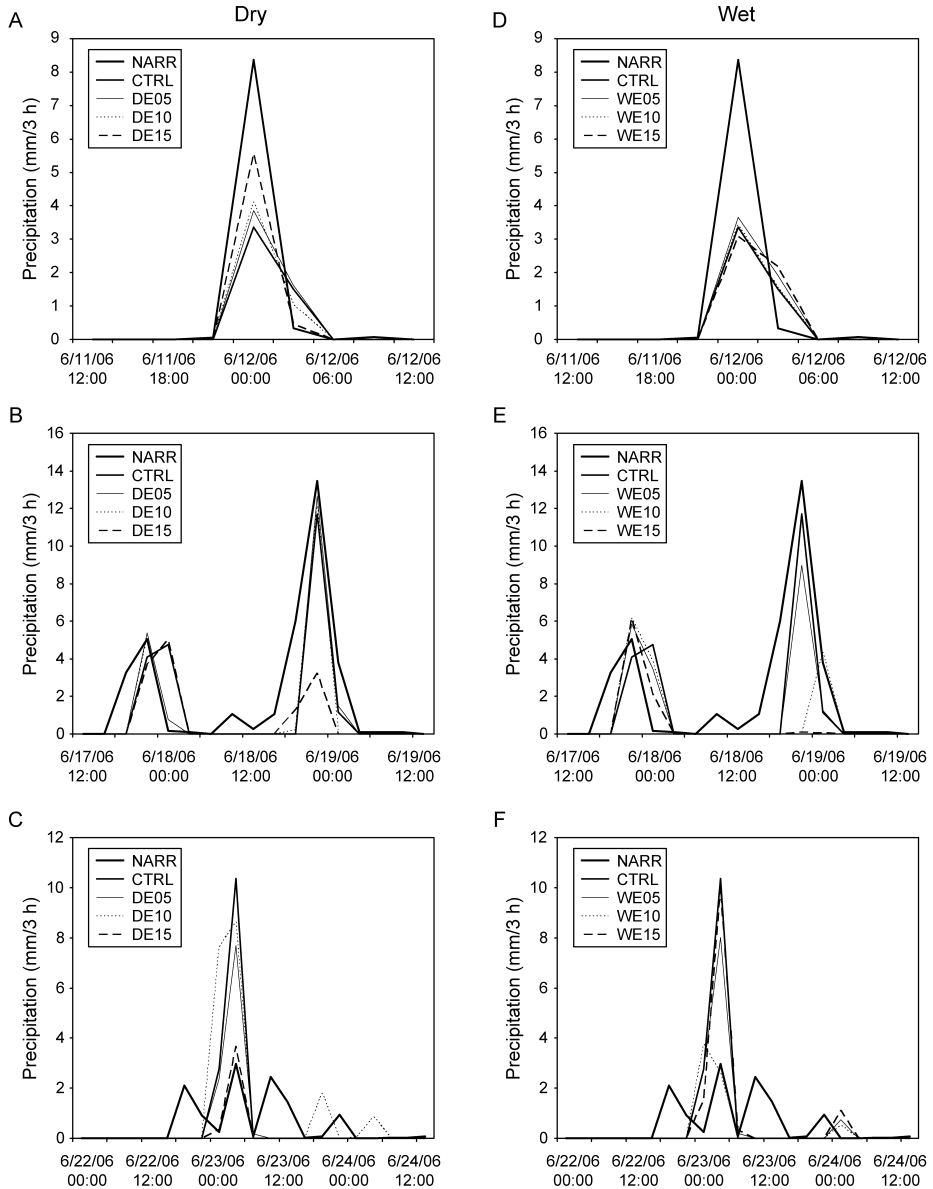 Dry
Wet
A
Precipitation (mm/3 h)
9
8
7
6
5
4
3
2
1
0
NARR
CTRL
DE05
DE10
DE15
6/11/06 6/11/06 6/12/06 6/12/06 6/12/06
12:00 18:00 00:00 06:00 12:00
D
Precipitation (mm/3 h)
9
8
7
6
5
4
3
2
1
0
NARR
CTRL
WE05
WE10
WE15
6/11/06 6/11/06 6/12/06 6/12/06 6/12/06
12:00 18:00 00:00 06:00 12:00
B
Precipitation (mm/3 h)
16
14
12
10
8
6
4
2
0
NARR
CTRL
DE05
DE10
DE15
6/17/06 6/18/06 6/18/06 6/19/06 6/19/06
12:00 00:00 12:00 00:00 12:00
E
Precipitation (mm/3 h)
16
14
12
10
8
6
4
2
0
NARR
CTRL
WE05
WE10
WE15
6/17/06 6/18/06 6/18/06 6/19/06 6/19/06
12:00 00:00 12:00 00:00 12:00
C
Precipitation (mm/3 h)
12
10
8
6
4
2
0
NARR
CTRL
DE05
DE10
DE15
6/22/06 6/22/06 6/23/06 6/23/06 6/24/06 6/24/06
00:00 12:00 00:00 12:00 00:00 12:00
F
Precipitation (mm/3 h)
12
10
8
6
4
2
0
NARR
CTRL
WE05
WE10
WE15
6/22/06 6/22/06 6/23/06 6/23/06 6/24/06 6/24/06
00:00 12:00 00:00 12:00 00:00 12:00